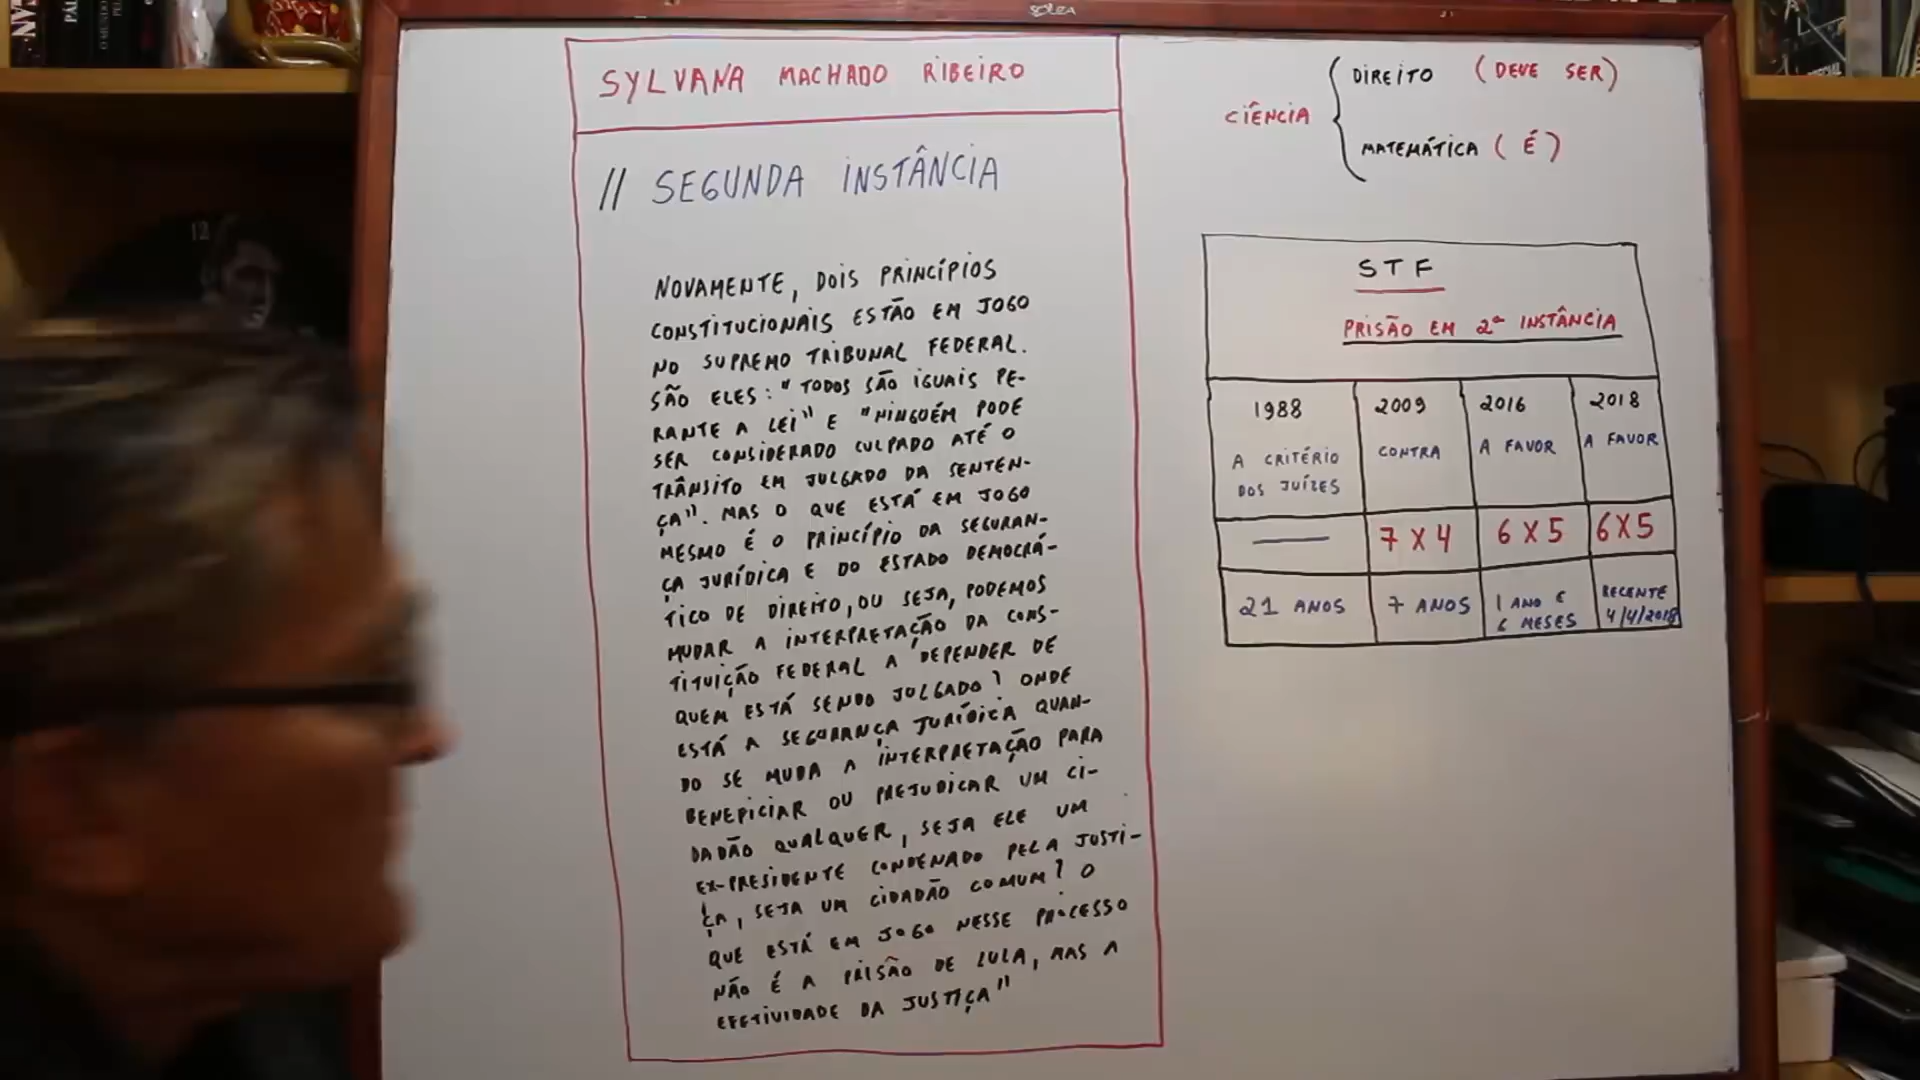 SOUZA
SYLVANA MACHADO RIBEIRO
// SEGUNDA INSTÂNCIA
NOVAMENTE, DOIS PRINCÍPIOS
CONSTITUCIONAIS ESTÃO EM JOGO
NO SUPREMO TRIBUNAL FEDERAL.
SÃO ELES: "TODOS SÃO IGUAIS PE-
RANTE A LEI" E "NINGUÉM PODE
SER CONSIDERADO CULPADO ATÉ O
TRÂNSITO EM JULGADO DA SENTEN-
ÇA". MAS O QUE ESTÁ EM JOGO
MESMO É O PRINCÍPIO DA SEGURAN-
ÇA JURÍDICA E DO ESTADO DEMOCRÁ-
TICO DE DIREITO, OU SEJA, PODEMOS
MUDAR A INTERPRETAÇÃO DA CONS-
TITUIÇÃO FEDERAL A DEPENDER DE
QUEM ESTÁ SENDO JULGADO? ONDE
ESTÁ A SEGURANÇA JURÍDICA QUAN-
DO SE MUDA A INTERPRETAÇÃO PARA
BENEFICIAR OU PREJUDICAR UM CI-
DADÃO QUALQUER, SEJA ELE UM
EX-PRESIDENTE CONDENADO PELA JUSTI-
ÇA, SEJA UM CIDADÃO COMUM? O
QUE ESTÁ EM JOGO NESSE PROCESSO
NÃO É A PRISÃO DE LULA, MAS A
EFETIVIDADE DA JUSTIÇA"
CIÊNCIA
DIREITO (DEVE SER)
MATEMÁTICA (É)
STF
PRISÃO EM 2ª INSTÂNCIA
1988 2009 2016 2018
A CRITÉRIO DOS JUÍZES CONTRA A FAVOR A FAVOR
7 X 4 6 X 5 6 X 5
21 ANOS 7 ANOS 1 ANO E 6 MESES RECENTE 4/4/2018
12